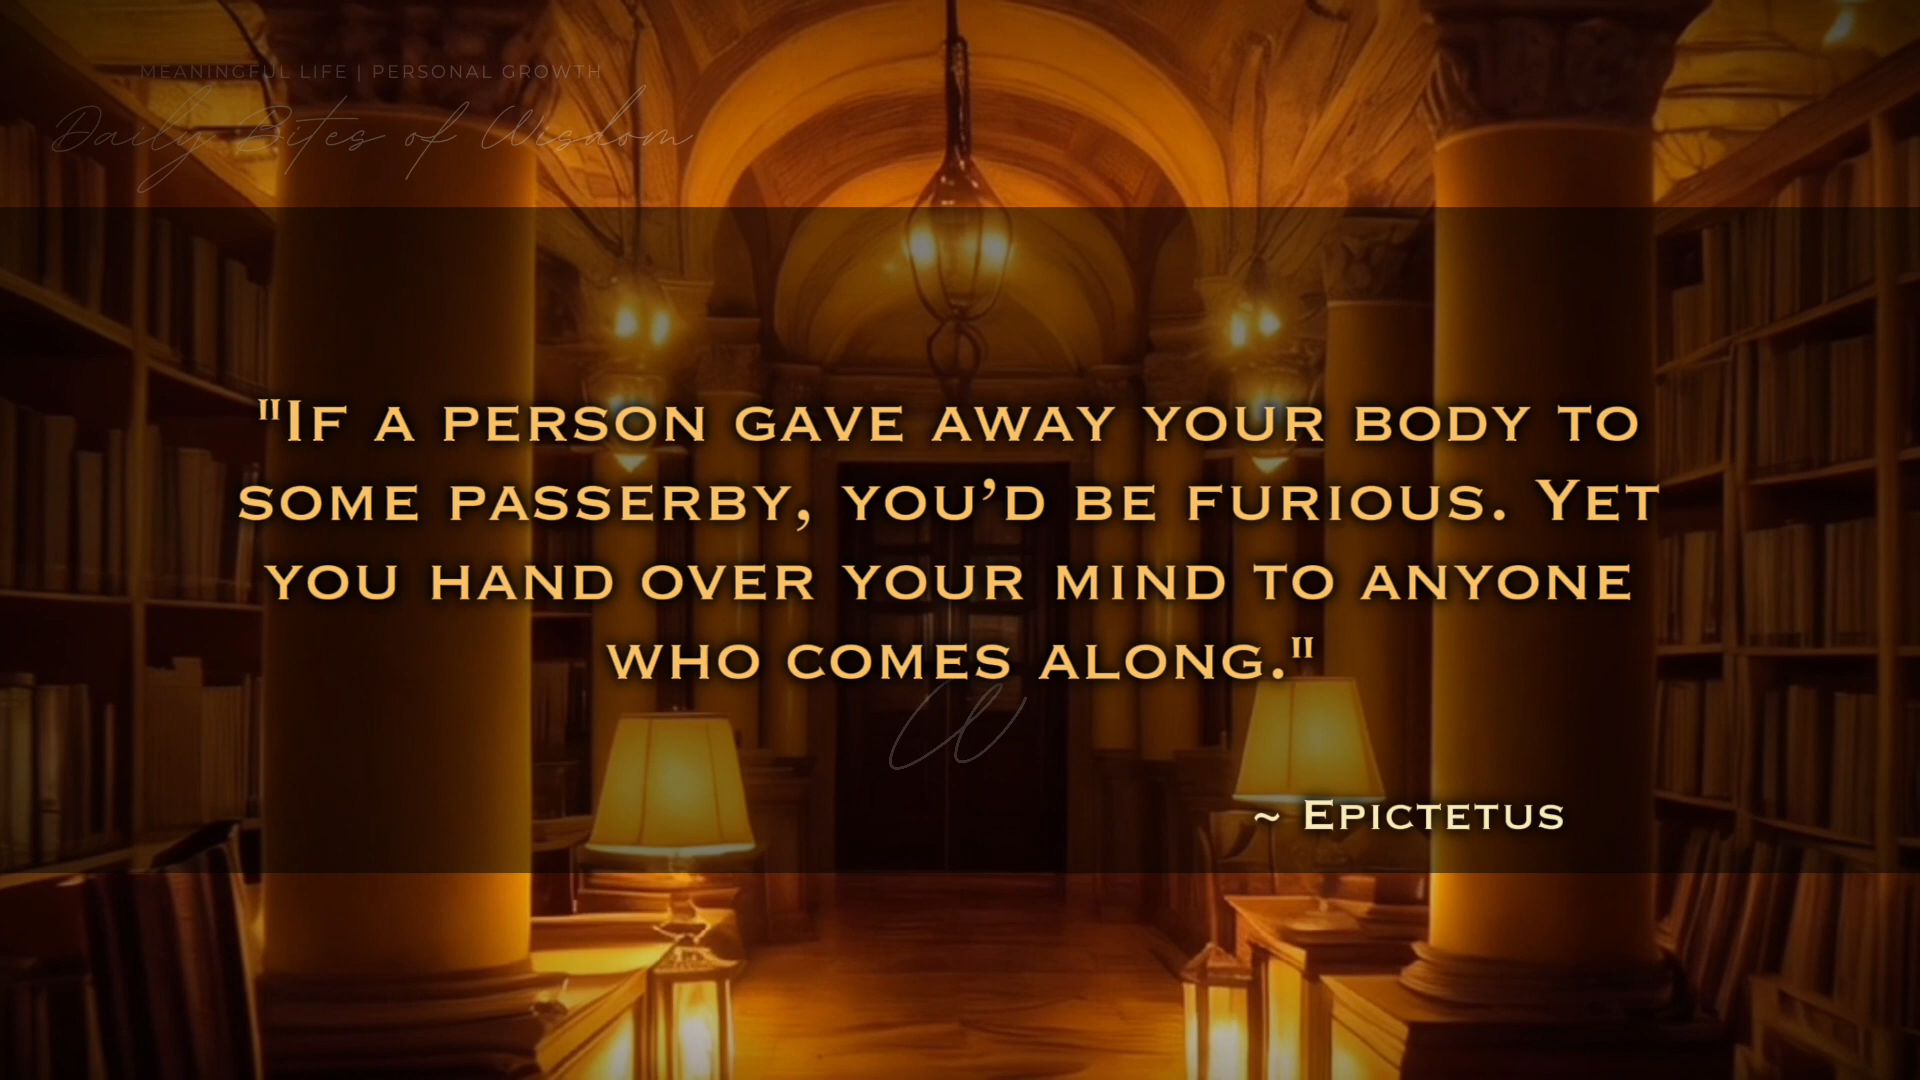 MEANINGFUL LIFE | PERSONAL GROWTH
Daily Bites of Wisdom
"If a person gave away your body to
some passerby, you’d be furious. Yet
you hand over your mind to anyone
who comes along."
W
~ Epictetus